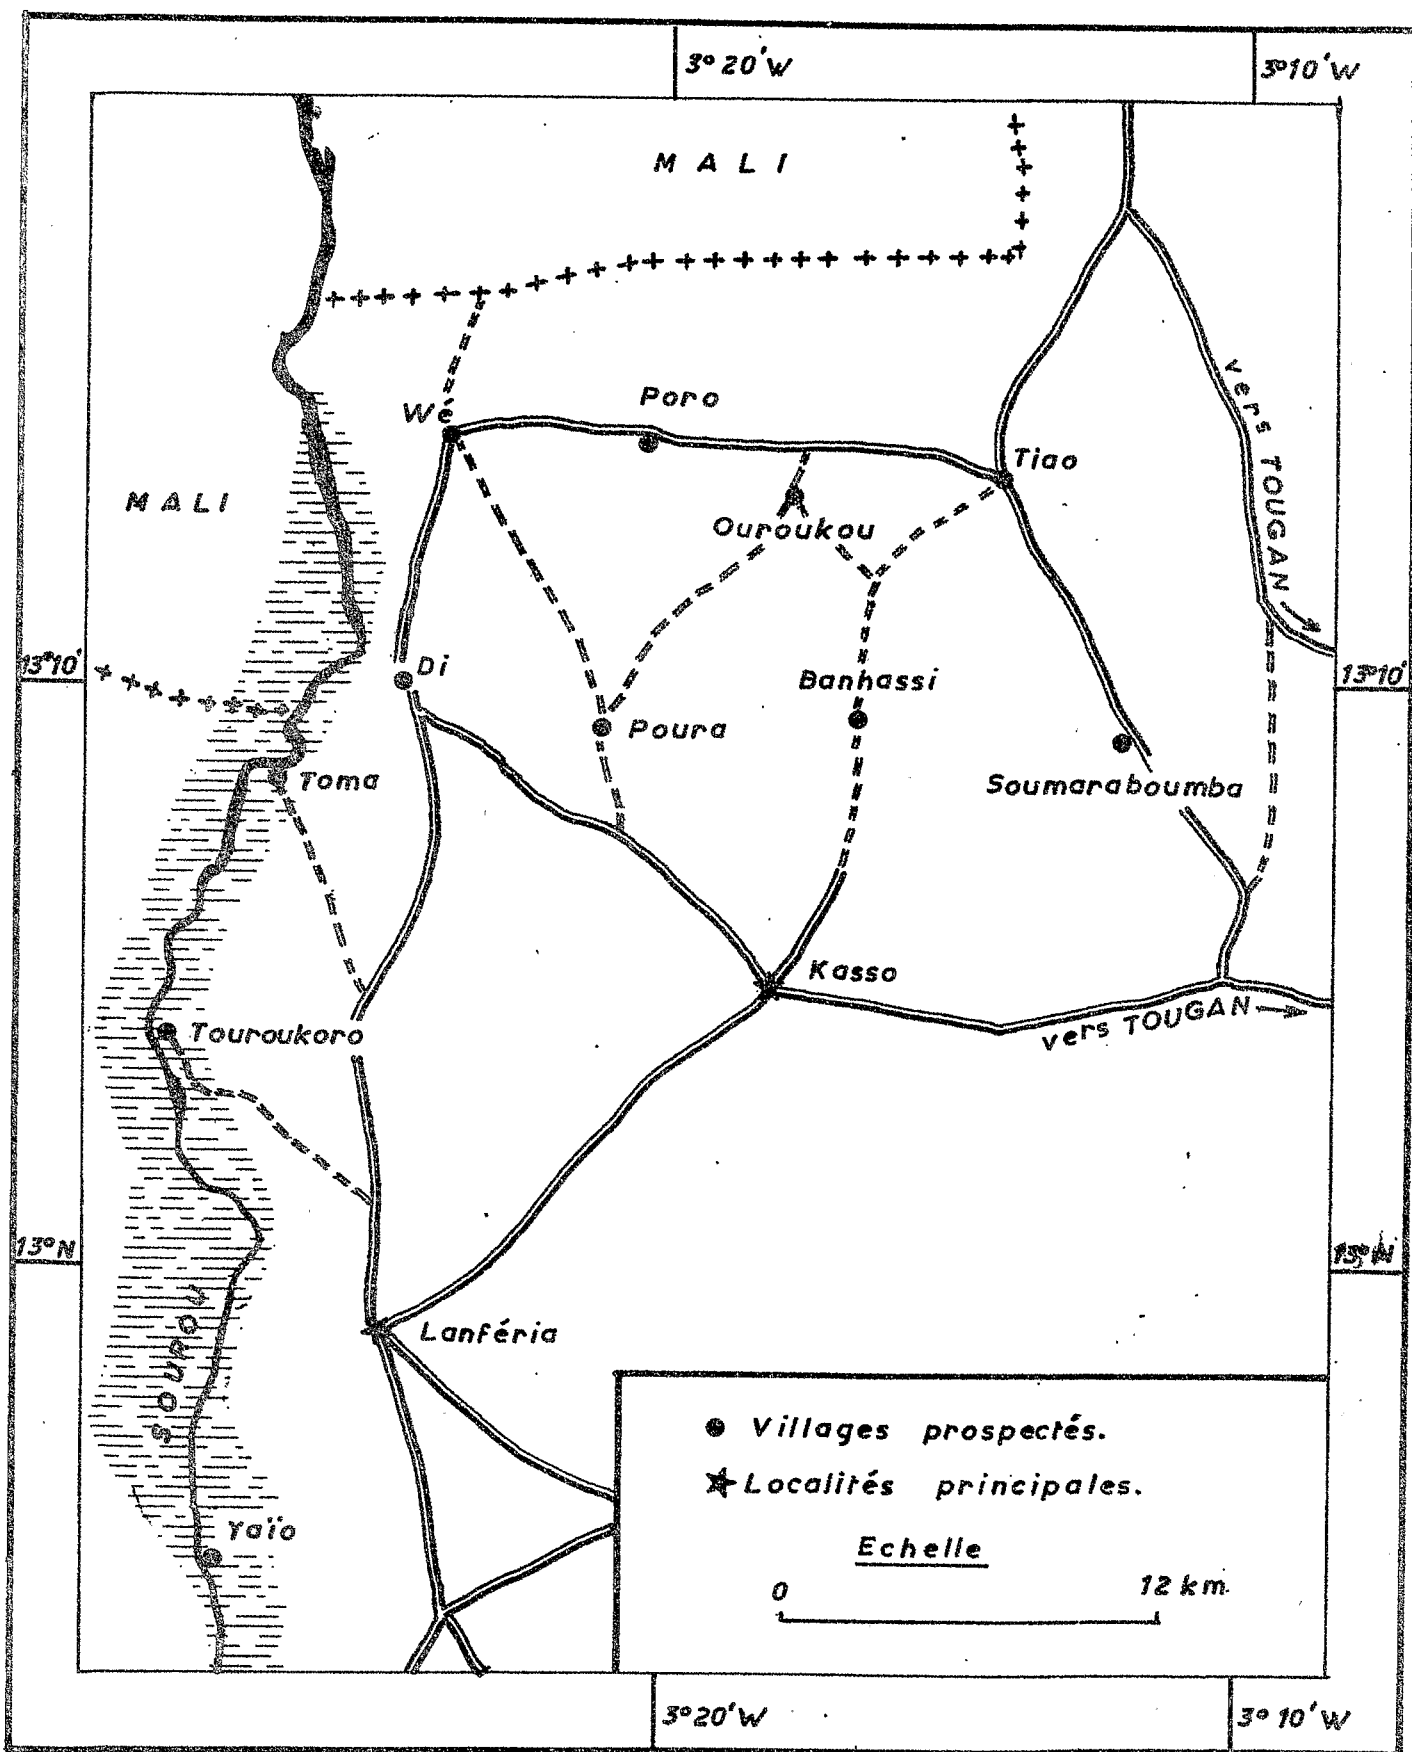 3° 20' W
3° 10' W
MALI
We
Poro
Tiao
vers TOUGAN
MALI
Ouroukou
13° 10'
Di
Banhassi
13° 10'
Poura
Toma
Soumaraboumba
Kasso
Touroukoro
vers TOUGAN
13° N
13° N
SOUROU
Lanféria
Villages prospectés.
Localités principales.
Yaïo
Echelle
0
12 km.
3° 20' W
3° 10' W